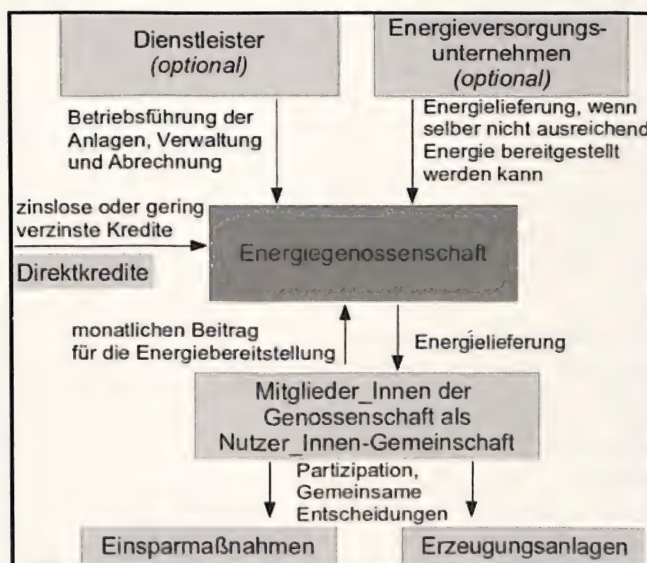 Dienstleister
(optional)
Energieversorgungs-
unternehmen
(optional)
Betriebsführung der
Anlagen, Verwaltung
und Abrechnung
Energielieferung, wenn
selber nicht ausreichend
Energie bereitgestellt
werden kann
zinslose oder gering
verzinste Kredite
Direktkredite
Energiegenossenschaft
monatlichen Beitrag
für die Energiebereitstellung
Energielieferung
Mitglieder_Innen der
Genossenschaft als
Nutzer_Innen-Gemeinschaft
Partizipation,
Gemeinsame
Entscheidungen
Einsparmaßnahmen
Erzeugungsanlagen